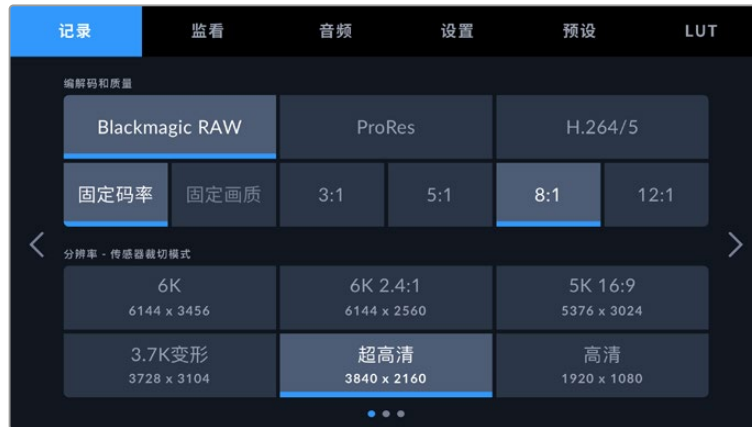 记录 监看 音频 设置 预设 LUT
编解码和质量
Blackmagic RAW ProRes H.264/5
固定码率 固定画质 3:1 5:1 8:1 12:1
分辨率 - 传感器裁切模式
6K 6K 2.4:1 5K 16:9
6144 x 3456 6144 x 2560 5376 x 3024
3.7K变形 超高清 高清
3728 x 3104 3840 x 2160 1920 x 1080